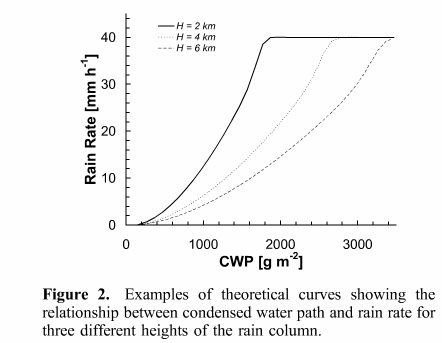 H = 2 km
H = 4 km
H = 6 km
40
30
20
10
0
Rain Rate [mm h-1]
0 1000 2000 3000
CWP [g m-2]
Figure 2. Examples of theoretical curves showing the
relationship between condensed water path and rain rate for
three different heights of the rain column.